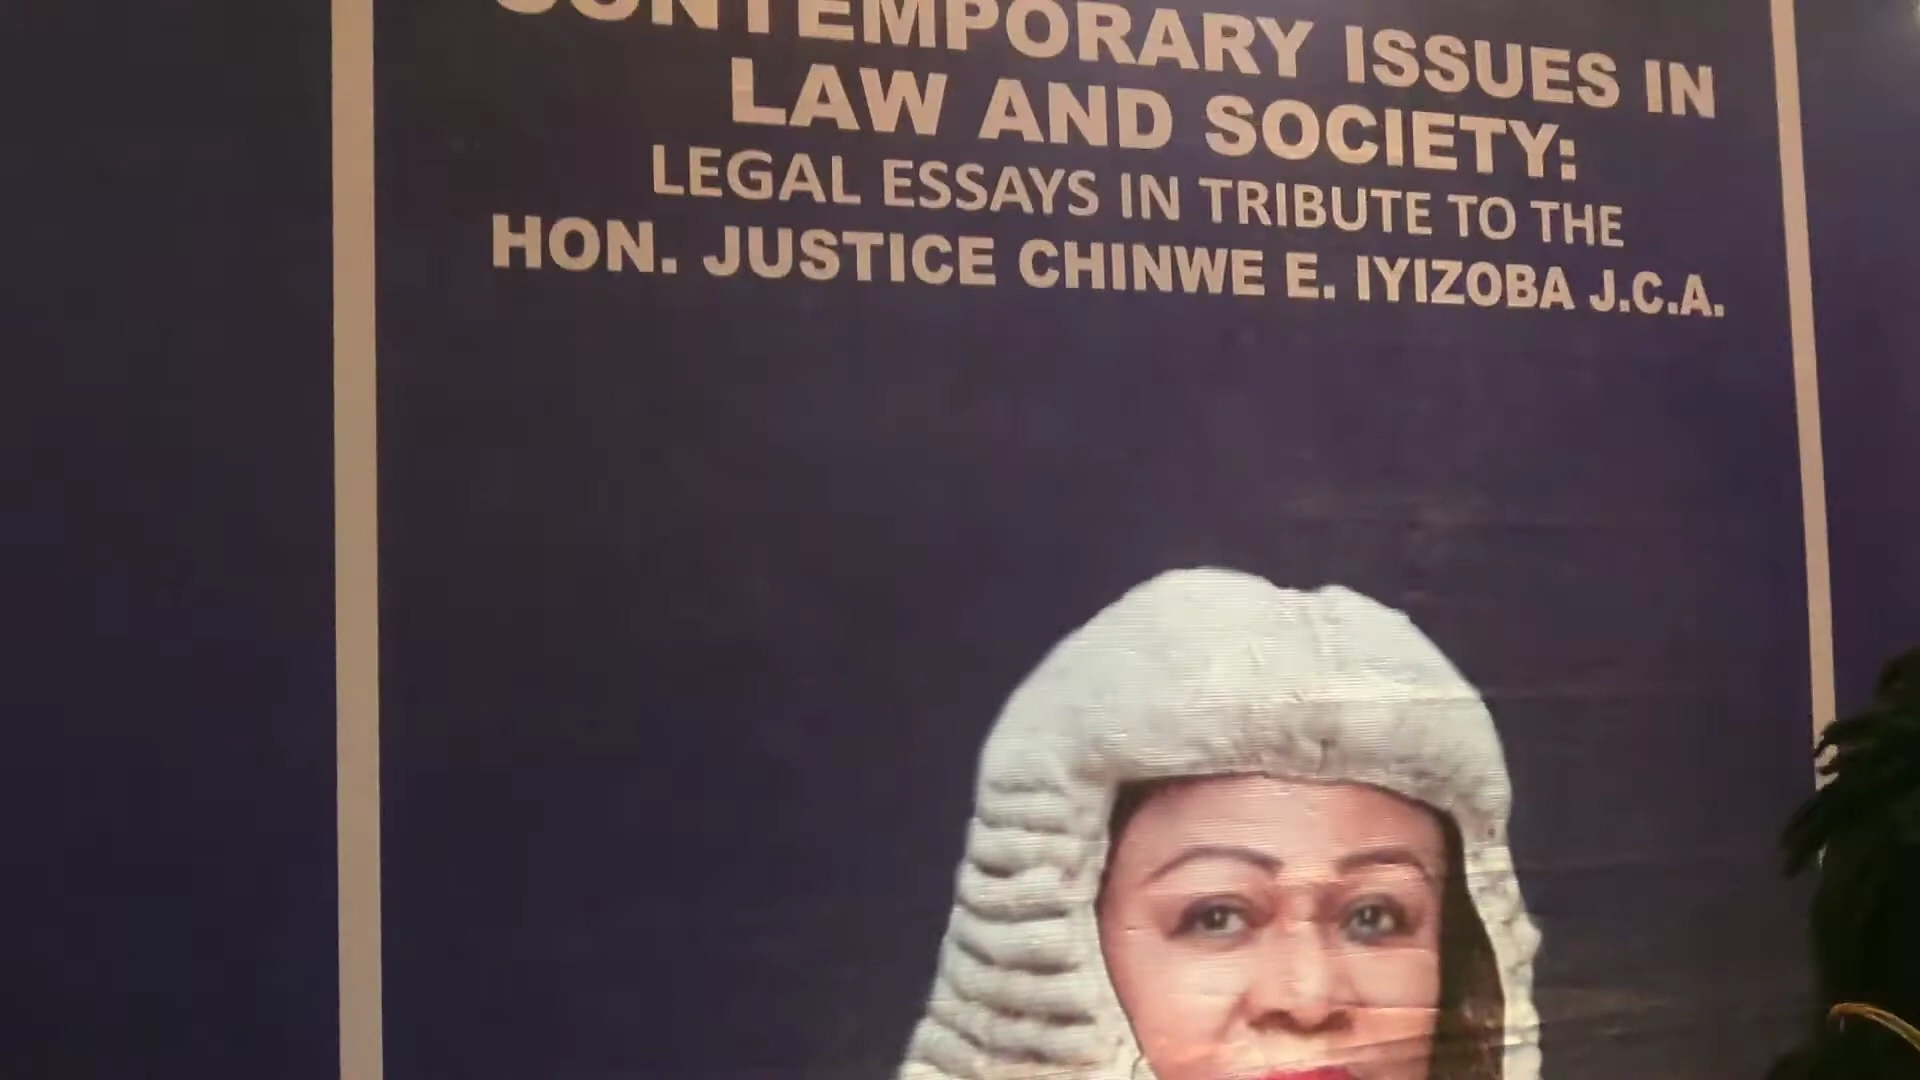 CONTEMPORARY ISSUES IN
LAW AND SOCIETY:
LEGAL ESSAYS IN TRIBUTE TO THE
HON. JUSTICE CHINWE E. IYIZOBA J.C.A.